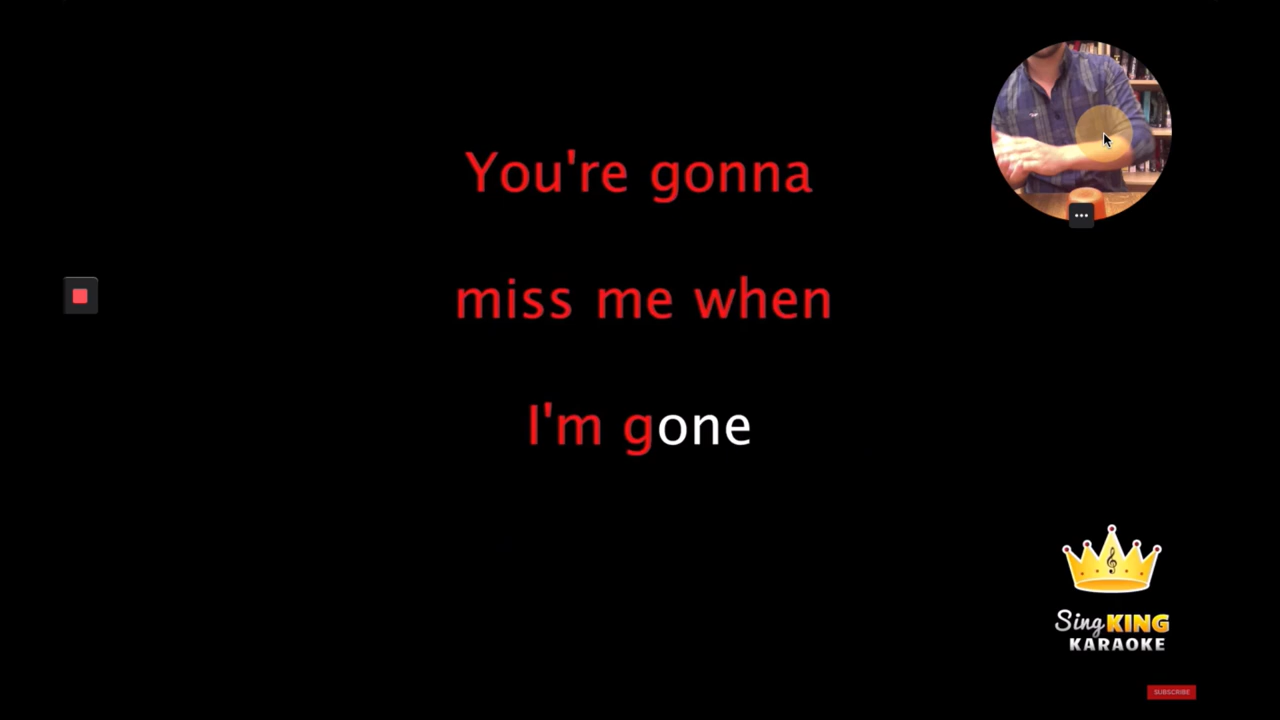 You're gonna
miss me when
I'm gone
Sing KING
KARAOKE
SUBSCRIBE